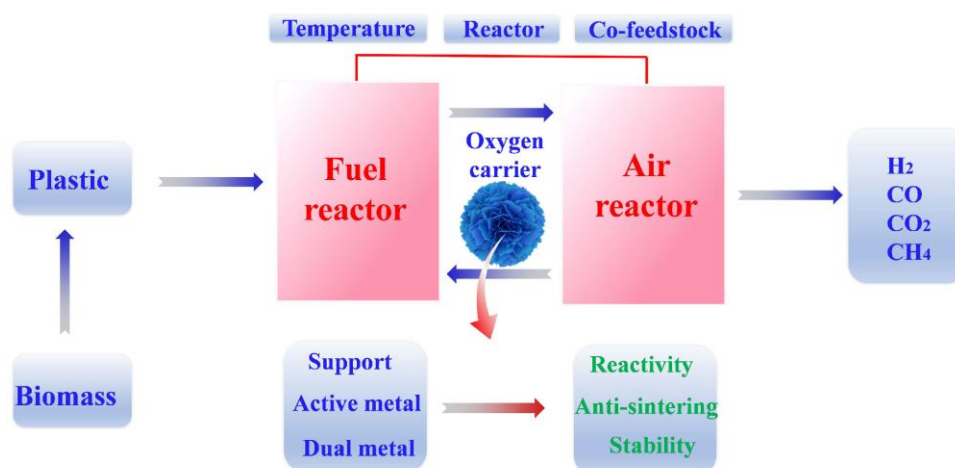 Temperature
Reactor
Co-feedstock
Plastic
Fuel
reactor
Oxygen
carrier
Air
reactor
H₂
CO
CO₂
CH₄
Biomass
Support
Active metal
Dual metal
Reactivity
Anti-sintering
Stability